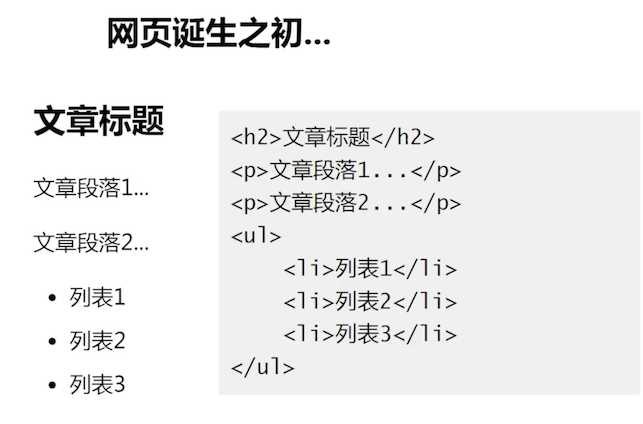 网页诞生之初...
文章标题
文章段落1...
文章段落2...
• 列表1
• 列表2
• 列表3
<h2>文章标题</h2>
<p>文章段落1...</p>
<p>文章段落2...</p>
<ul>
    <li>列表1</li>
    <li>列表2</li>
    <li>列表3</li>
</ul>